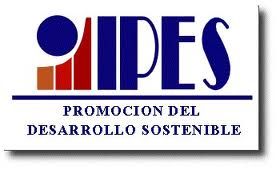 IPES
PROMOCION DEL
DESARROLLO SOSTENIBLE